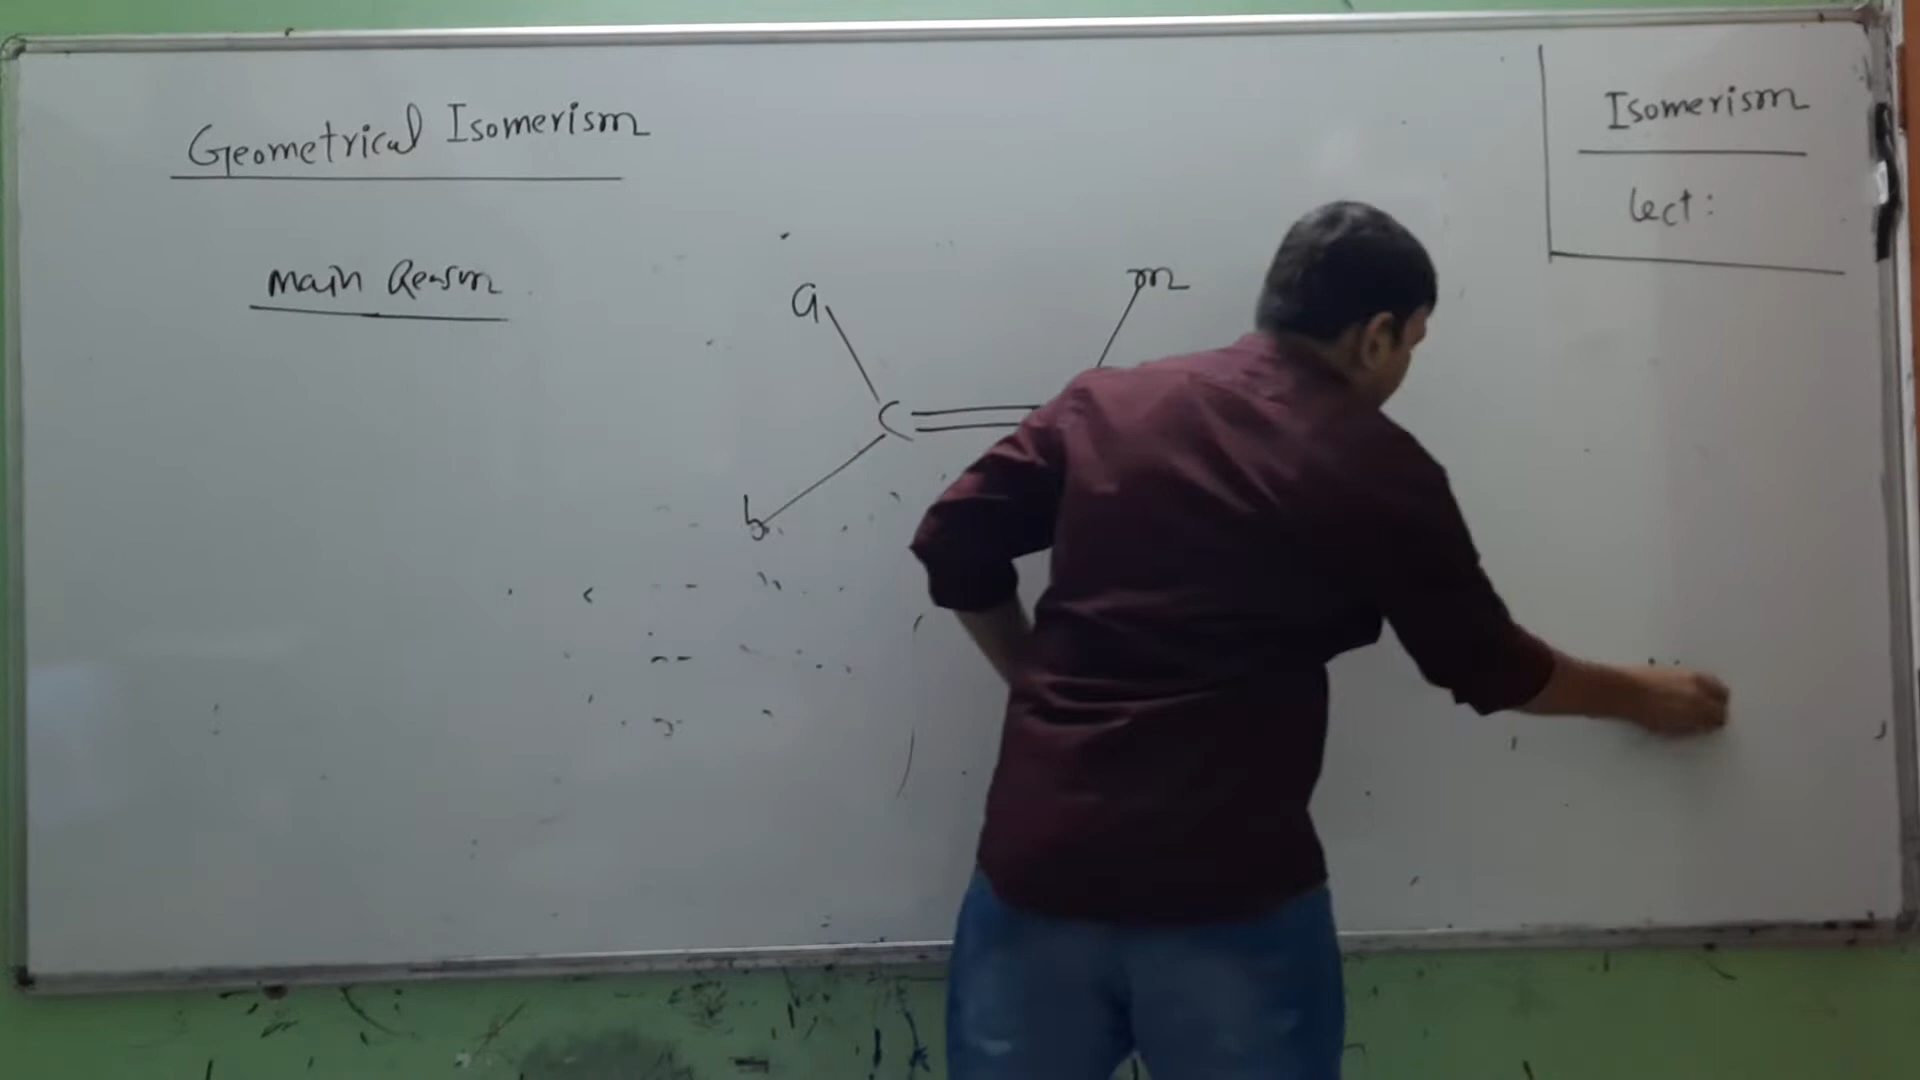 Geometrical Isomerism
Isomerism
Lect:
Main Reason
a
m
C
b